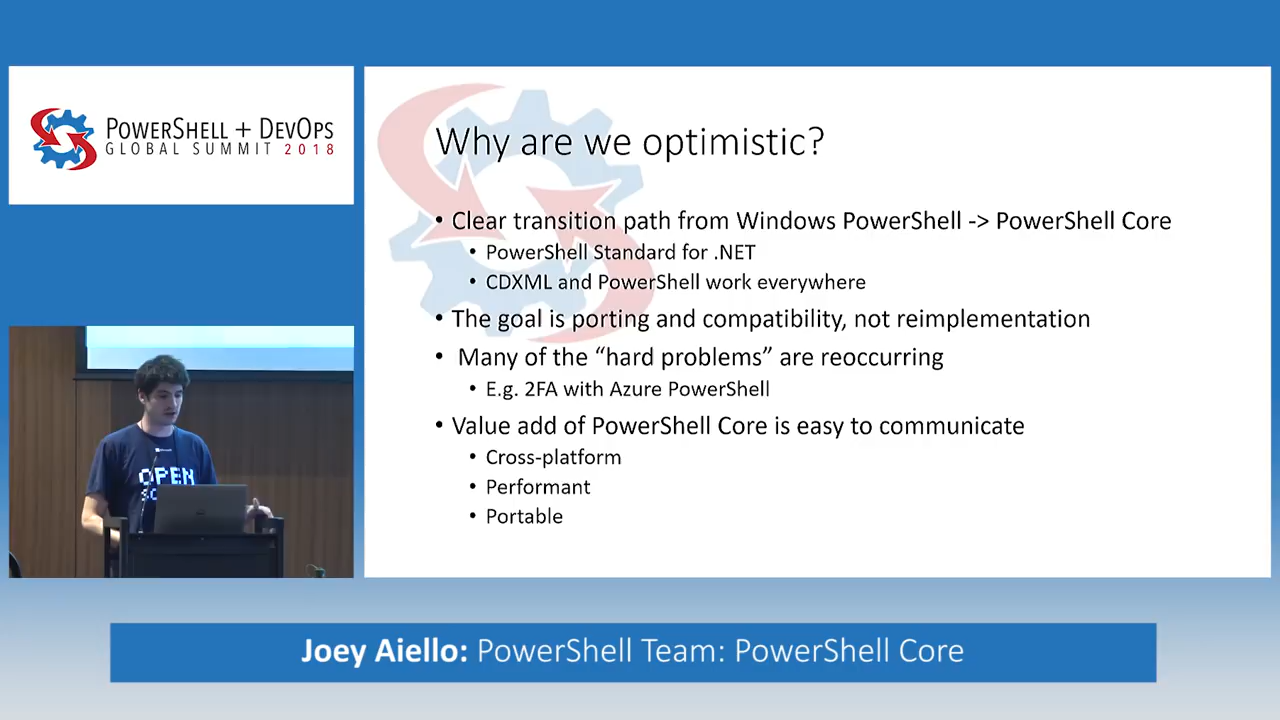 POWERSHELL + DEVOPS
GLOBAL SUMMIT 2018
Why are we optimistic?
• Clear transition path from Windows PowerShell -> PowerShell Core
• PowerShell Standard for .NET
• CDXML and PowerShell work everywhere
• The goal is porting and compatibility, not reimplementation
• Many of the “hard problems” are reoccurring
• E.g. 2FA with Azure PowerShell
• Value add of PowerShell Core is easy to communicate
• Cross-platform
• Performant
• Portable
OPEN
Joey Aiello: PowerShell Team: PowerShell Core